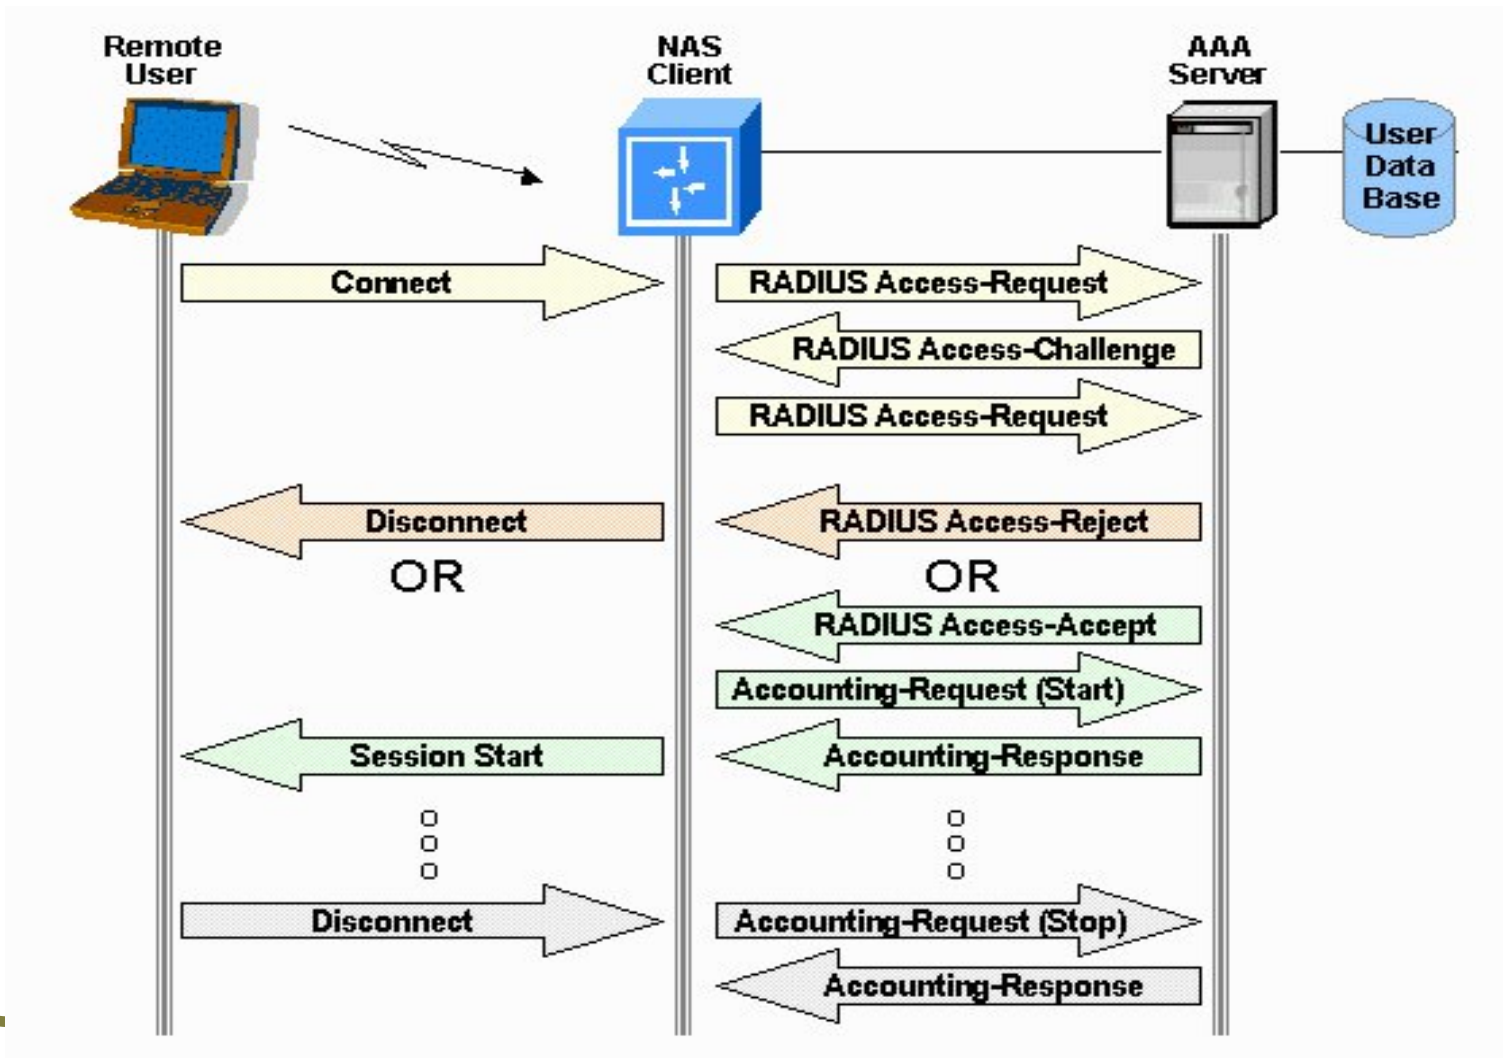 Remote
User
NAS
Client
AAA
Server
User
Data
Base
Connect
RADIUS Access-Request
RADIUS Access-Challenge
RADIUS Access-Request
Disconnect
RADIUS Access-Reject
OR
OR
RADIUS Access-Accept
Accounting-Request (Start)
Session Start
Accounting-Response
Disconnect
Accounting-Request (Stop)
Accounting-Response